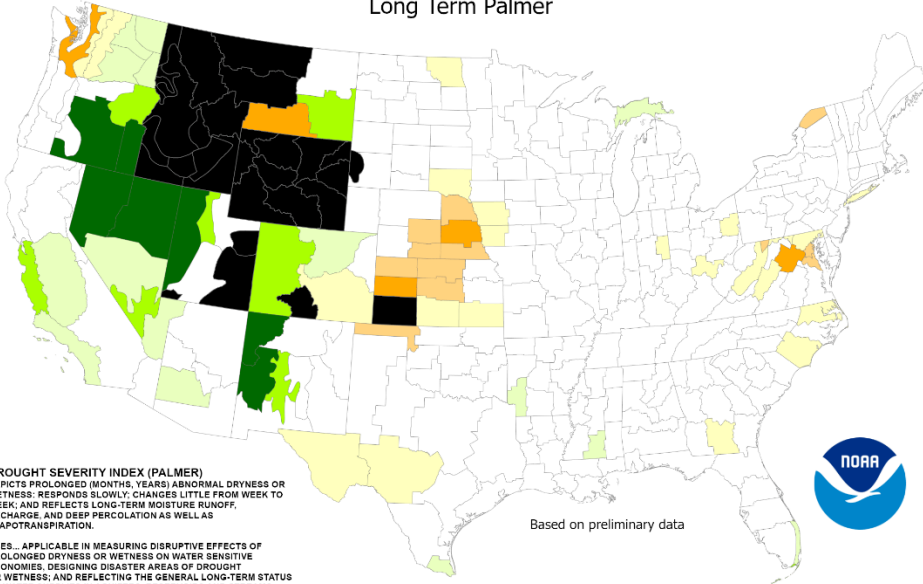 Long Term Palmer
ROUGHT SEVERITY INDEX (PALMER)
PICTS PROLONGED (MONTHS, YEARS) ABNORMAL DRYNESS OR
ETNESS: RESPONDS SLOWLY; CHANGES LITTLE FROM WEEK TO
EEK; AND REFLECTS LONG-TERM MOISTURE RUNOFF,
CHARGE, AND DEEP PERCOLATION AS WELL AS
APOTRANSPIRATION.
ES... APPLICABLE IN MEASURING DISRUPTIVE EFFECTS OF
OLONGED DRYNESS OR WETNESS ON WATER SENSITIVE
ONOMIES, DESIGNING DISASTER AREAS OF DROUGHT
R WETNESS; AND REFLECTING THE GENERAL LONG-TERM STATUS
Based on preliminary data
NOAA